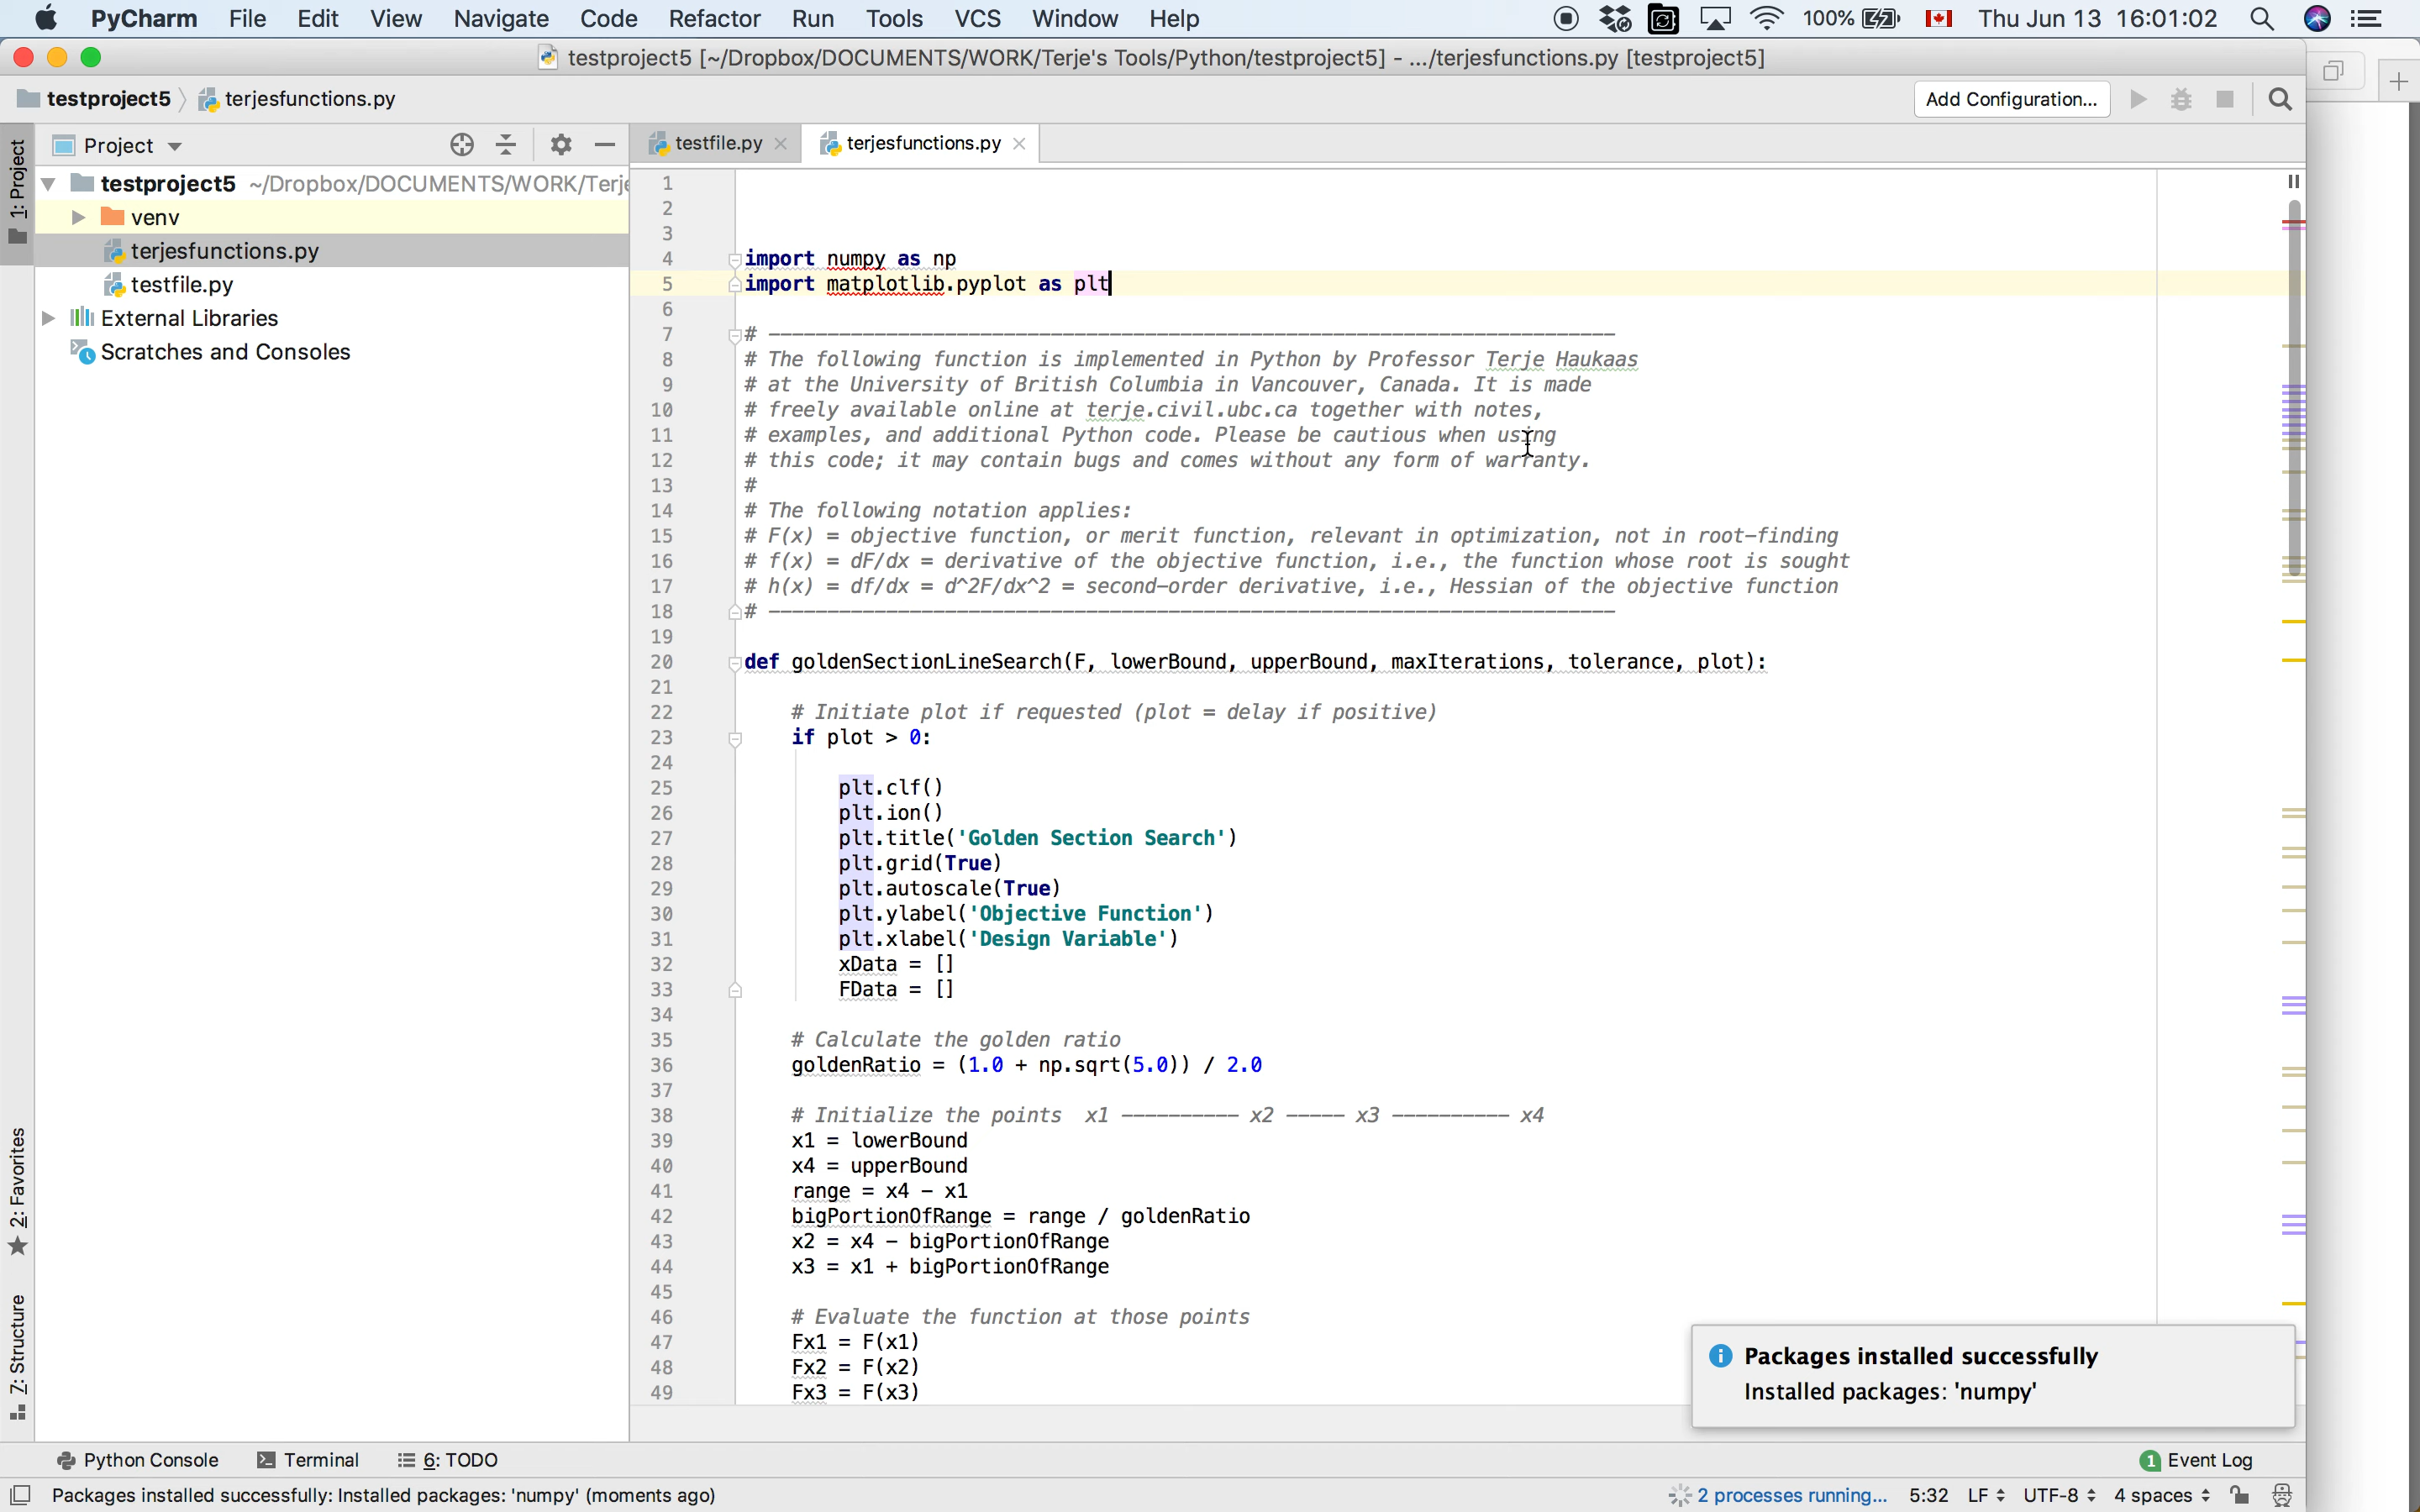 PyCharm File Edit View Navigate Code Refactor Run Tools VCS Window Help 100% Thu Jun 13 16:01:02
testproject5 [~/Dropbox/DOCUMENTS/WORK/Terje's Tools/Python/testproject5] - .../terjesfunctions.py [testproject5]
testproject5 terjesfunctions.py Add Configuration...
Project testfile.py terjesfunctions.py
1: Project
testproject5 ~/Dropbox/DOCUMENTS/WORK/Terje
venv
terjesfunctions.py
testfile.py
External Libraries
Scratches and Consoles
2: Favorites
7: Structure
1
2
3
4 import numpy as np
5 import matplotlib.pyplot as plt
6
7 # ------------------------------------------------------------------------
8 # The following function is implemented in Python by Professor Terje Haukaas
9 # at the University of British Columbia in Vancouver, Canada. It is made
10 # freely available online at terje.civil.ubc.ca together with notes,
11 # examples, and additional Python code. Please be cautious when using
12 # this code; it may contain bugs and comes without any form of warranty.
13 #
14 # The following notation applies:
15 # F(x) = objective function, or merit function, relevant in optimization, not in root-finding
16 # f(x) = dF/dx = derivative of the objective function, i.e., the function whose root is sought
17 # h(x) = df/dx = d^2F/dx^2 = second-order derivative, i.e., Hessian of the objective function
18 # ------------------------------------------------------------------------
19
20 def goldenSectionLineSearch(F, lowerBound, upperBound, maxIterations, tolerance, plot):
21
22 # Initiate plot if requested (plot = delay if positive)
23 if plot > 0:
24
25 plt.clf()
26 plt.ion()
27 plt.title('Golden Section Search')
28 plt.grid(True)
29 plt.autoscale(True)
30 plt.ylabel('Objective Function')
31 plt.xlabel('Design Variable')
32 xData = []
33 FData = []
34
35 # Calculate the golden ratio
36 goldenRatio = (1.0 + np.sqrt(5.0)) / 2.0
37
38 # Initialize the points x1 ---------- x2 ----- x3 ---------- x4
39 x1 = lowerBound
40 x4 = upperBound
41 range = x4 - x1
42 bigPortionOfRange = range / goldenRatio
43 x2 = x4 - bigPortionOfRange
44 x3 = x1 + bigPortionOfRange
45
46 # Evaluate the function at those points
47 Fx1 = F(x1)
48 Fx2 = F(x2)
49 Fx3 = F(x3)
Packages installed successfully
Installed packages: 'numpy'
Python Console Terminal 6: TODO 1 Event Log
Packages installed successfully: Installed packages: 'numpy' (moments ago) 2 processes running... 5:32 LF UTF-8 4 spaces